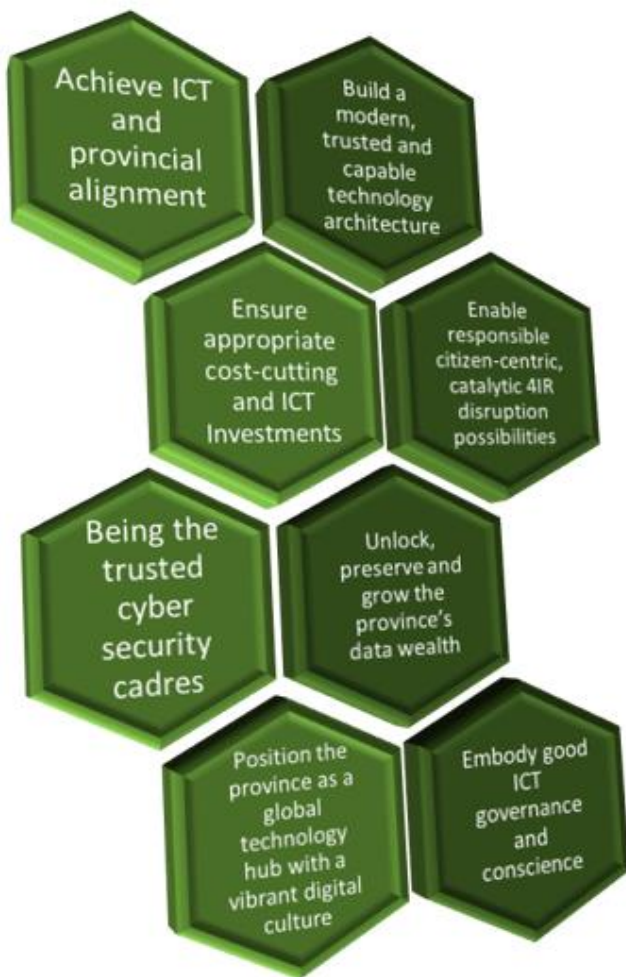 Achieve ICT
and
provincial
alignment
Build a
modern,
trusted and
capable
technology
architecture
Ensure
appropriate
cost-cutting
and ICT
Investments
Enable
responsible
citizen-centric,
catalytic 4IR
disruption
possibilities
Being the
trusted
cyber
security
cadres
Unlock,
preserve and
grow the
province's
data wealth
Position the
province as a
global
technology
hub with a
vibrant digital
culture
Embody good
ICT
governance
and
conscience